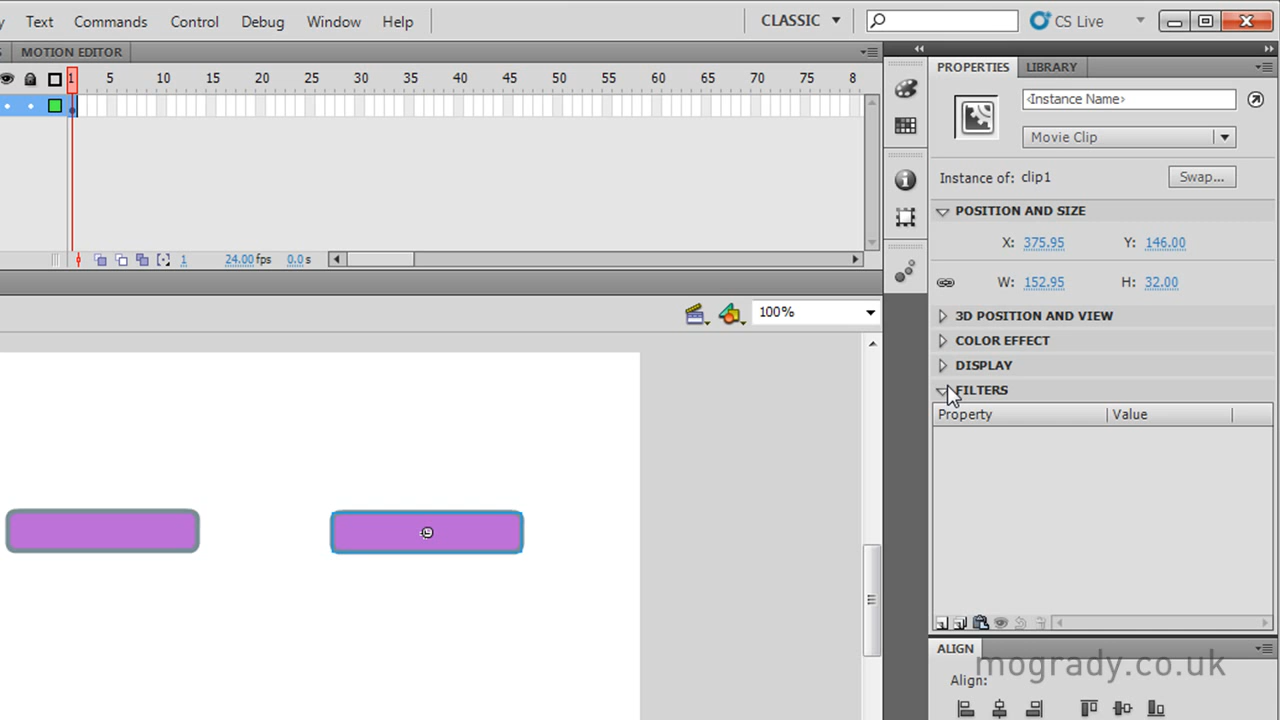 Text Commands Control Debug Window Help CLASSIC CS Live
MOTION EDITOR
1 5 10 15 20 25 30 35 40 45 50 55 60 65 70 75 8
1 24.00 fps 0.0 s
100%
PROPERTIES LIBRARY
<Instance Name>
Movie Clip
Instance of: clip1 Swap...
POSITION AND SIZE
X: 375.95 Y: 146.00
W: 152.95 H: 32.00
3D POSITION AND VIEW
COLOR EFFECT
DISPLAY
FILTERS
Property Value
ALIGN
mogrady.co.uk
Align: